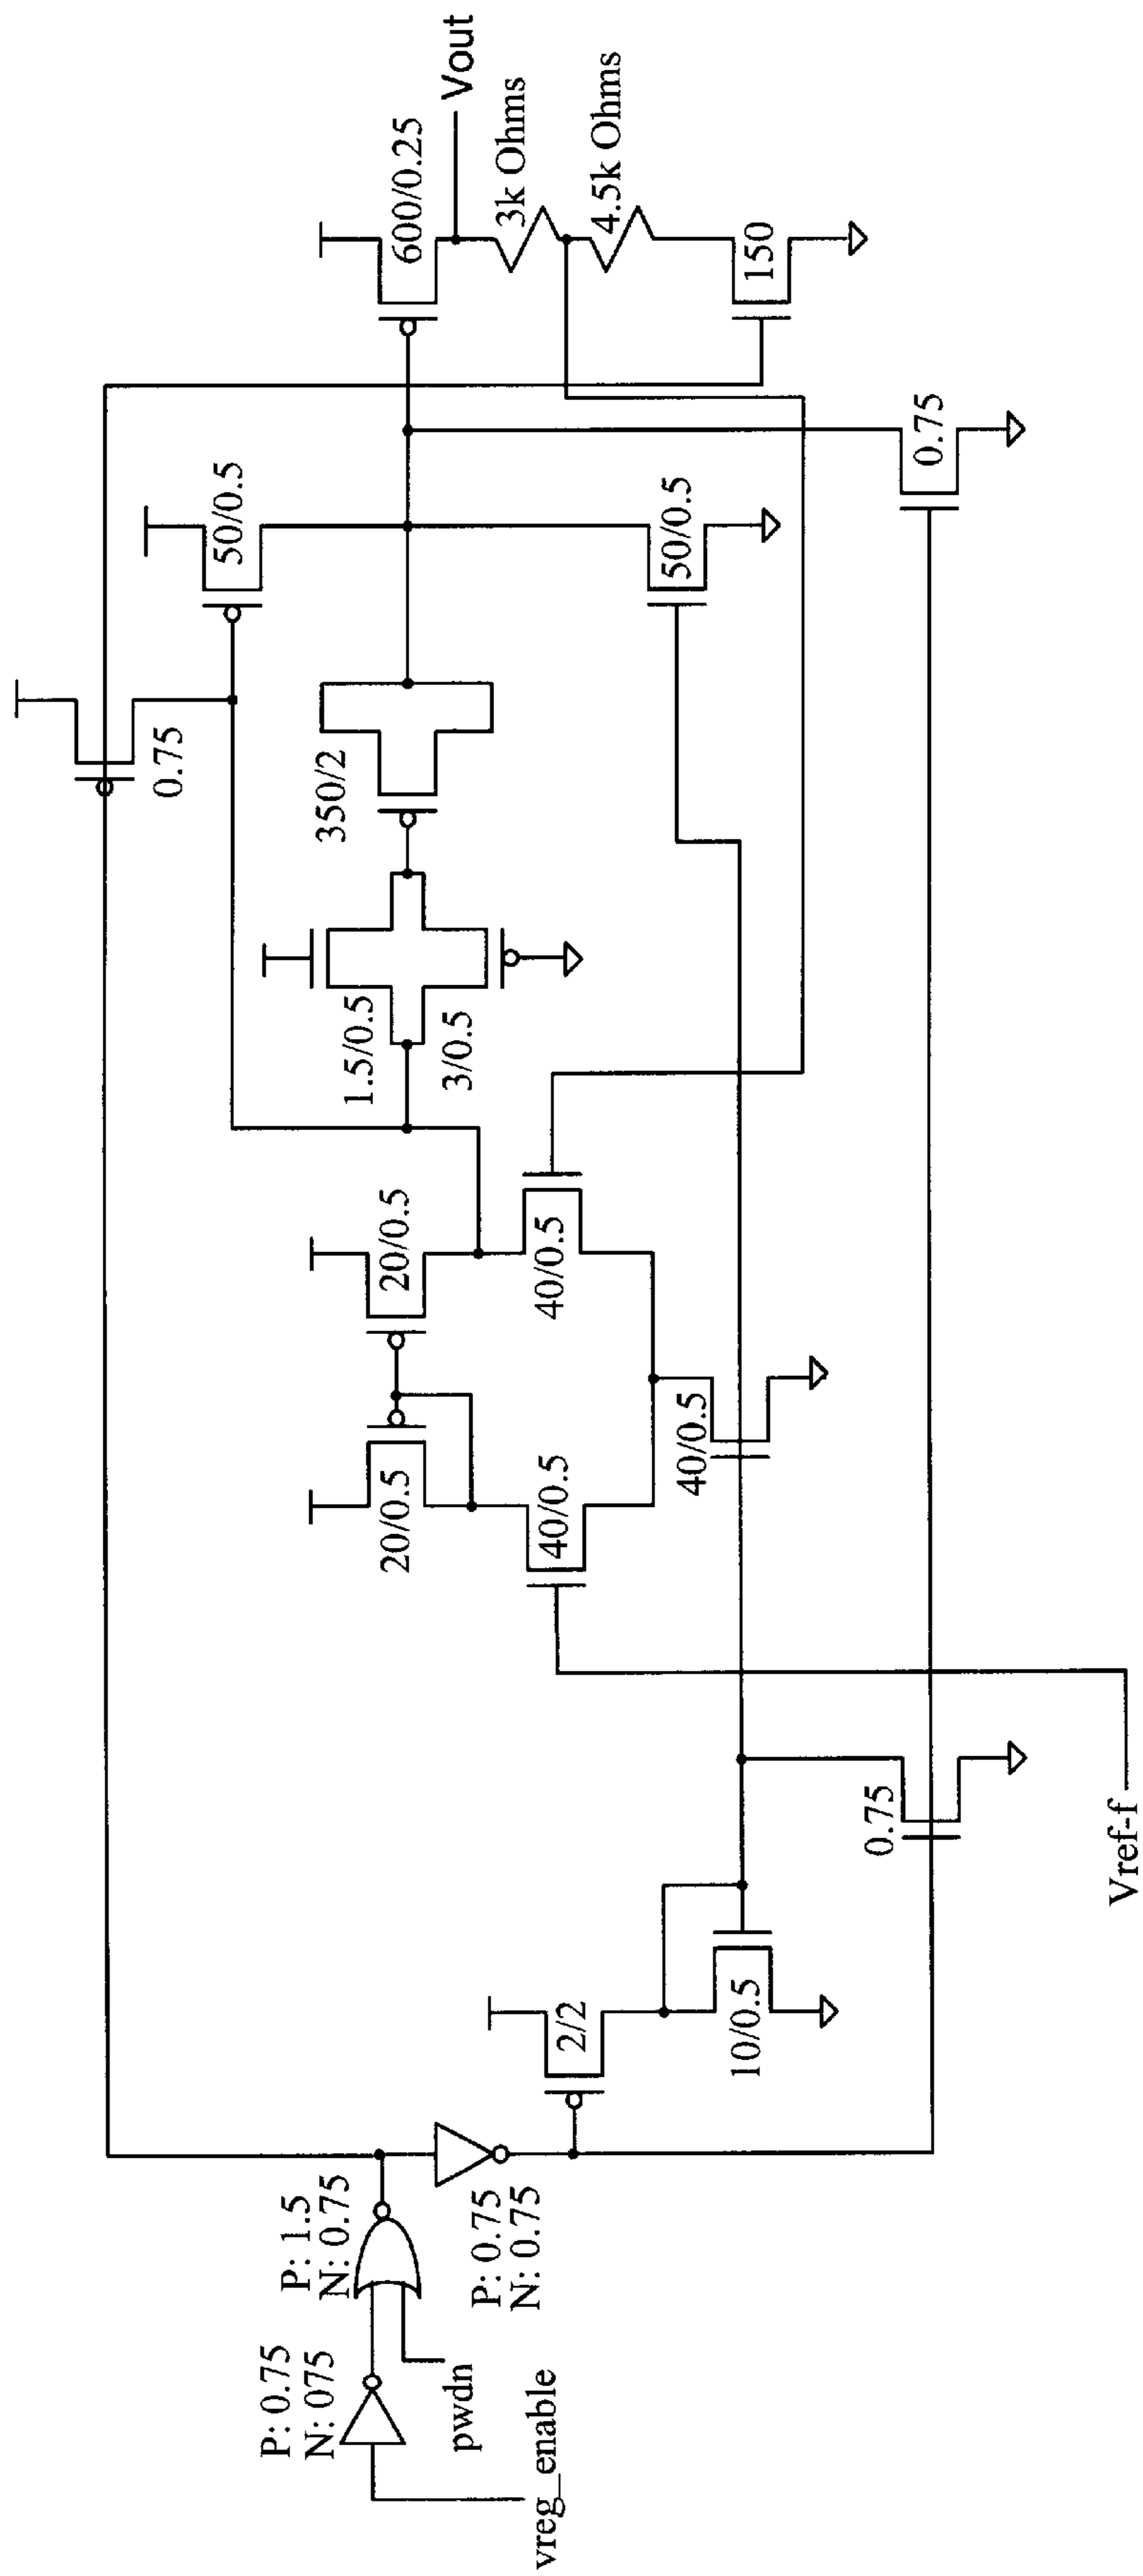 P: 0.75
N: 075
vreg_enable
pwdn
P: 1.5
N: 0.75
P: 0.75
N: 0.75
2/2
10/0.5
0.75
Vref-f
20/0.5
40/0.5
40/0.5
20/0.5
40/0.5
1.5/0.5
3/0.5
350/2
0.75
50/0.5
50/0.5
0.75
600/0.25
Vout
3k Ohms
4.5k Ohms
150